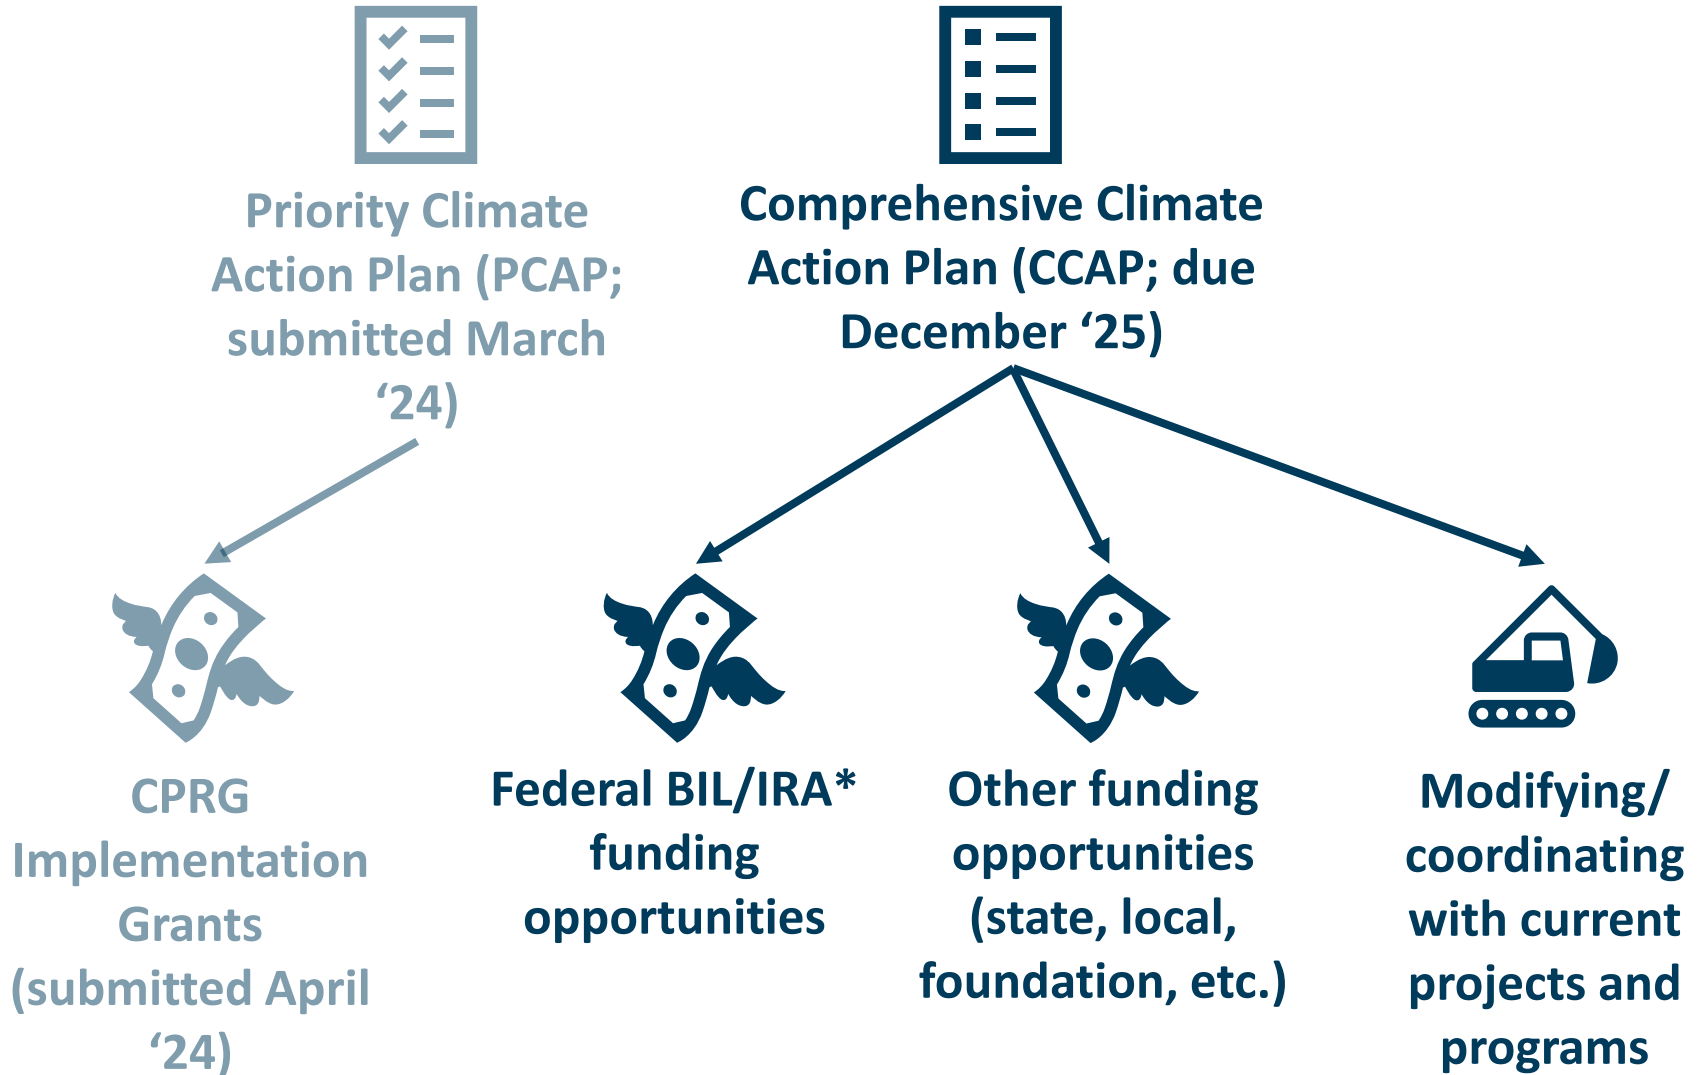 Priority Climate
Action Plan (PCAP;
submitted March
‘24)
Comprehensive Climate
Action Plan (CCAP; due
December ‘25)
CPRG
Implementation
Grants
(submitted April
‘24)
Federal BIL/IRA*
funding
opportunities
Other funding
opportunities
(state, local,
foundation, etc.)
Modifying/
coordinating
with current
projects and
programs